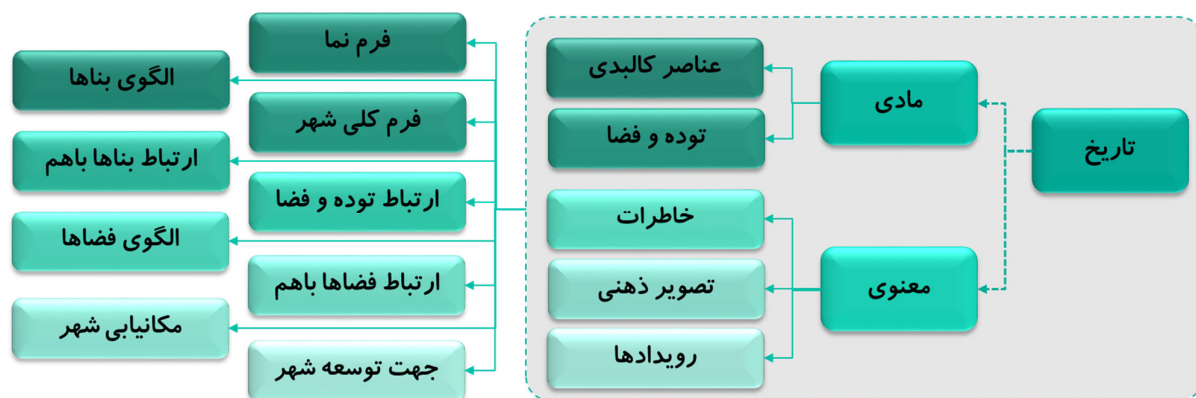 تاریخ
مادی
معنوی
عناصر کالبدی
توده و فضا
خاطرات
تصویر ذهنی
رویدادها
فرم نما
الگوی بناها
فرم کلی شهر
ارتباط بناها باهم
ارتباط توده و فضا
الگوی فضاها
ارتباط فضاها باهم
مکانیابی شهر
جهت توسعه شهر